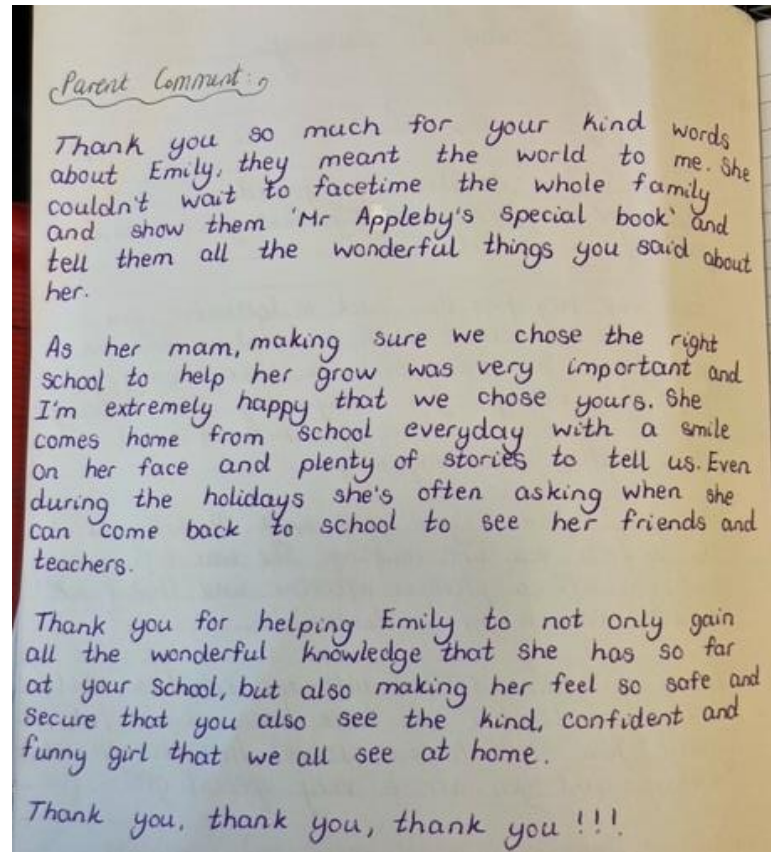 Parent Comment:
Thank you so much for your kind words
about Emily, they meant the world to me. She
couldn't wait to facetime the whole family
and show them 'Mr Appleby's special book' and
tell them all the wonderful things you said about
her.
As her mam, making sure we chose the right
school to help her grow was very important and
I'm extremely happy that we chose yours. She
comes home from school everyday with a smile
on her face and plenty of stories to tell us. Even
during the holidays she's often asking when she
can come back to school to see her friends and
teachers.
Thank you for helping Emily to not only gain
all the wonderful knowledge that she has so far
at your school, but also making her feel so safe and
secure that you also see the kind, confident and
funny girl that we all see at home.
Thank you, thank you, thank you !!!